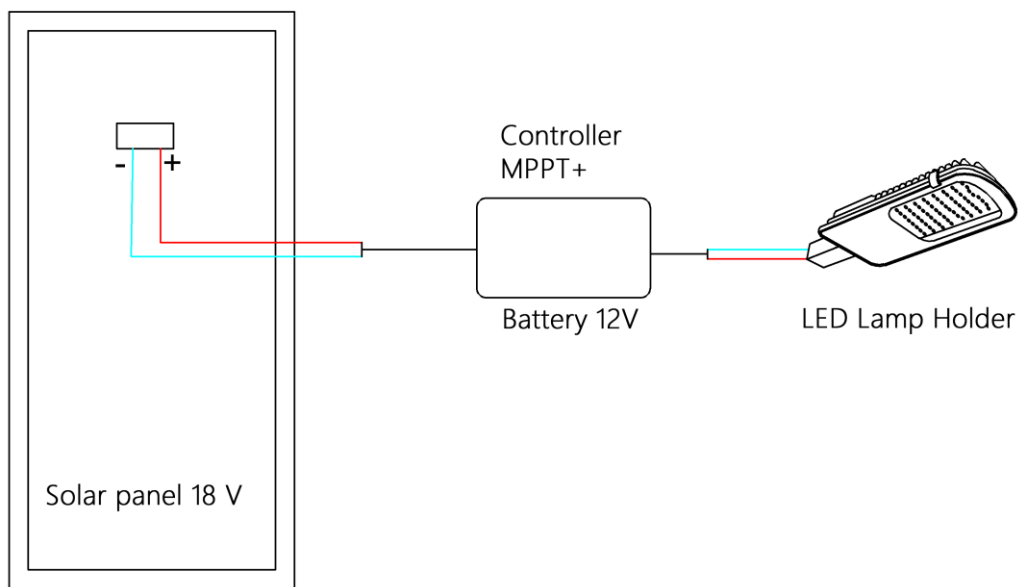 Controller
MPPT+
- +
Battery 12V
LED Lamp Holder
Solar panel 18 V